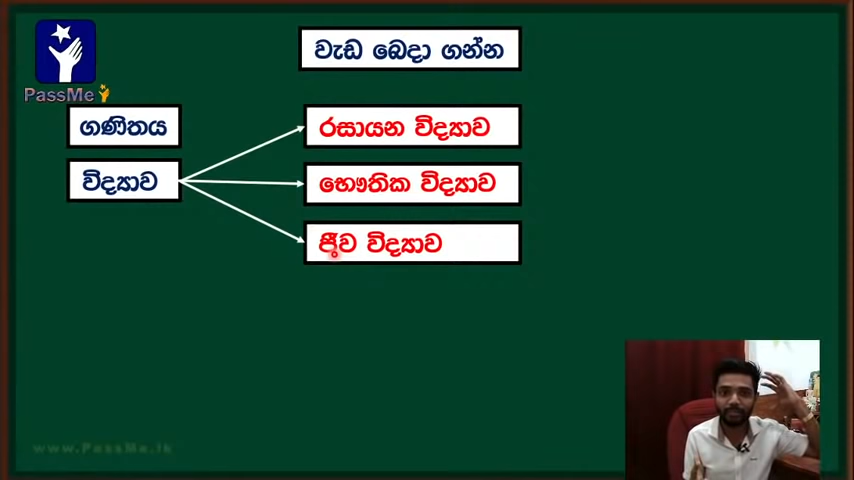 වැඩ බෙදා ගන්න
PassMe
ගණිතය
රසායන විද්‍යාව
විද්‍යාව
භෞතික විද්‍යාව
ජීව විද්‍යාව
www.PassMe.lk